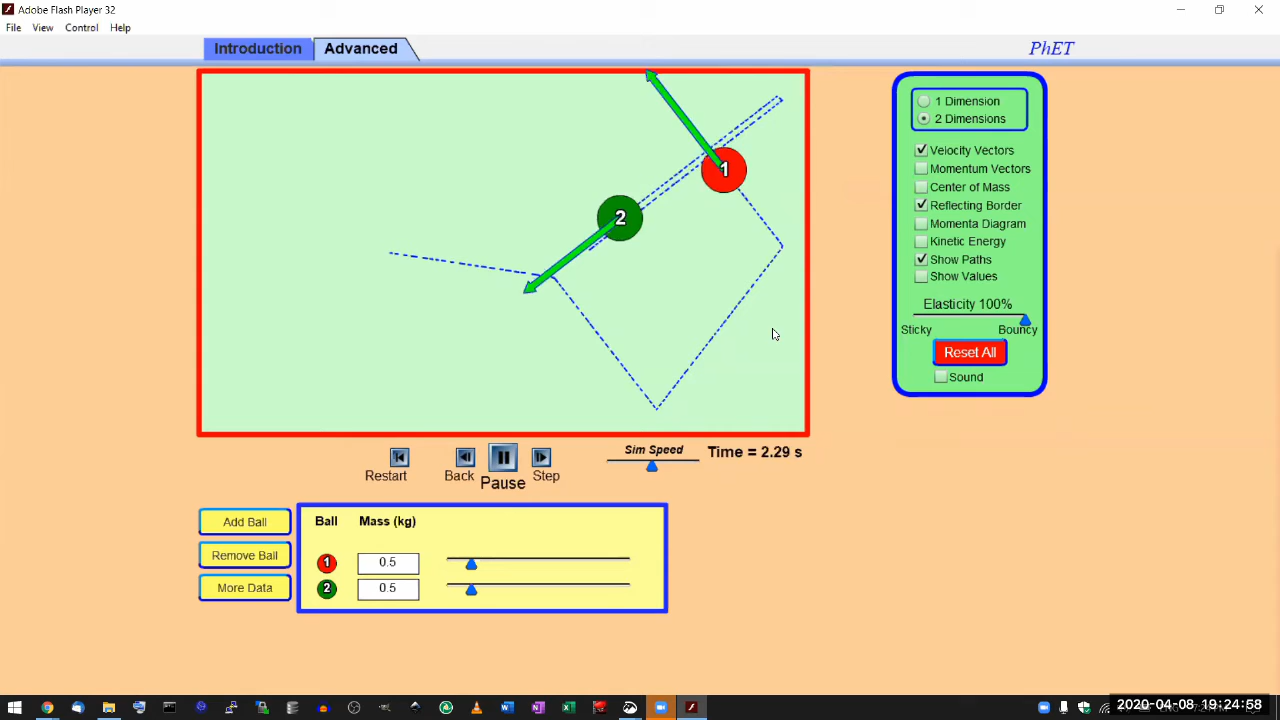 Adobe Flash Player 32
File View Control Help
Introduction Advanced
PhET
1
2
1 Dimension
2 Dimensions
Velocity Vectors
Momentum Vectors
Center of Mass
Reflecting Border
Momenta Diagram
Kinetic Energy
Show Paths
Show Values
Elasticity 100%
Sticky Bouncy
Reset All
Sound
Restart Back Pause Step
Sim Speed
Time = 2.29 s
Add Ball
Remove Ball
More Data
Ball Mass (kg)
1 0.5
2 0.5
2020-04-08 19:24:58